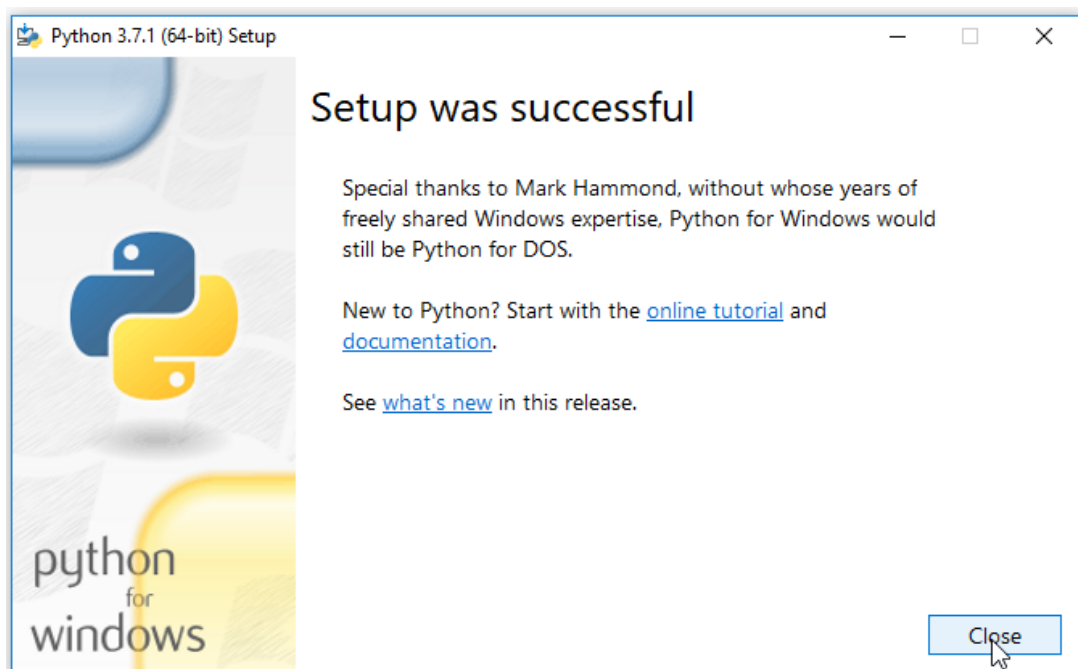 Python 3.7.1 (64-bit) Setup
Setup was successful
Special thanks to Mark Hammond, without whose years of
freely shared Windows expertise, Python for Windows would
still be Python for DOS.
New to Python? Start with the online tutorial and
documentation.
See what's new in this release.
python
for
windows
Close